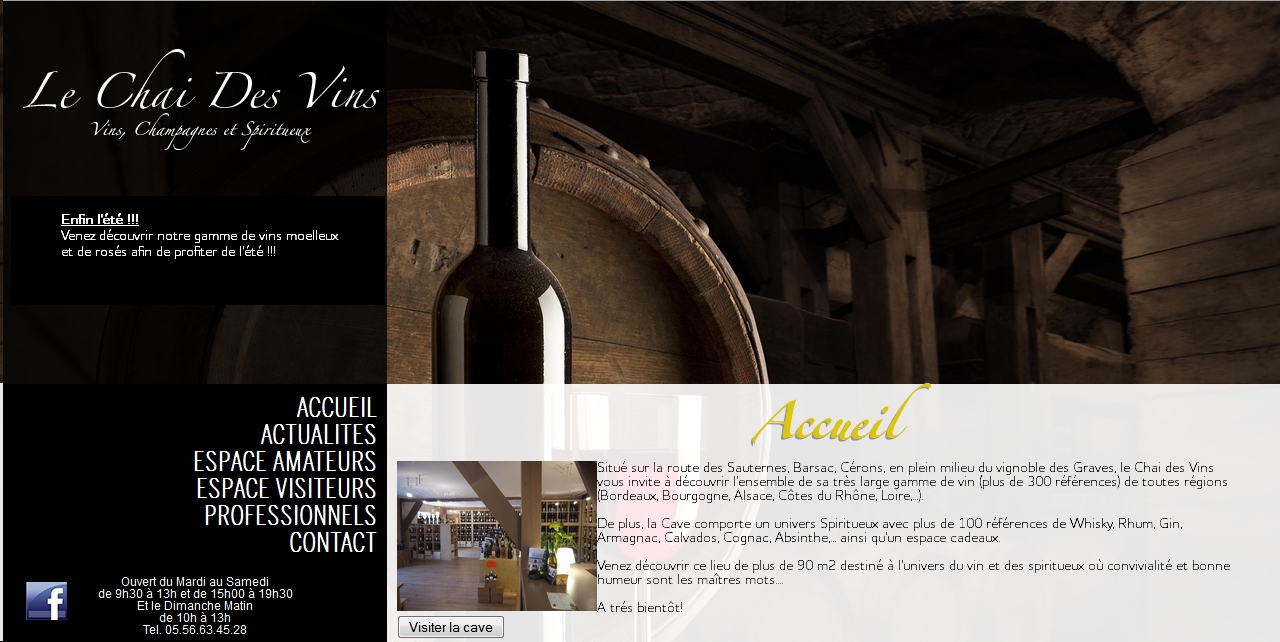 Le Chai Des Vins
Vins, Champagnes et Spiritueux
Enfin l'été !!!
Venez découvrir notre gamme de vins moelleux
et de rosés afin de profiter de l'été !!!
ACCUEIL
ACTUALITES
ESPACE AMATEURS
ESPACE VISITEURS
PROFESSIONNELS
CONTACT
f
Ouvert du Mardi au Samedi
de 9h30 à 13h et de 15h00 à 19h30
Et le Dimanche Matin
de 10h à 13h
Tel. 05.56.63.45.28
Accueil
Situé sur la route des Sauternes, Barsac, Cérons, en plein milieu du vignoble des Graves, le Chai des Vins
vous invite à découvrir l'ensemble de sa très large gamme de vin (plus de 300 références) de toutes régions
(Bordeaux, Bourgogne, Alsace, Côtes du Rhône, Loire,...).
De plus, la Cave comporte un univers Spiritueux avec plus de 100 références de Whisky, Rhum, Gin,
Armagnac, Calvados, Cognac, Absinthe,... ainsi qu'un espace cadeaux.
Venez découvrir ce lieu de plus de 90 m2 destiné à l'univers du vin et des spiritueux où convivialité et bonne
humeur sont les maîtres mots....
A trés bientôt!
Visiter la cave